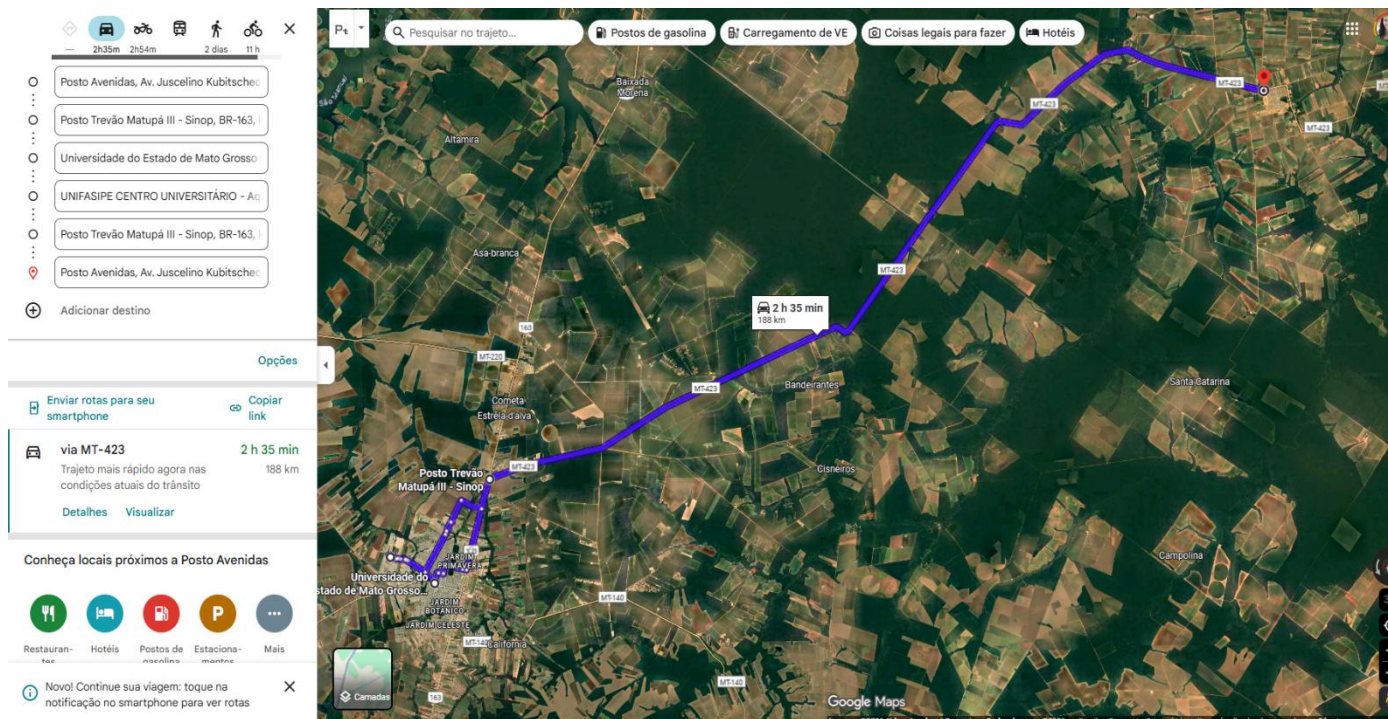 2h35m
2h54m
2 dias
11 h
Posto Avenidas, Av. Juscelino Kubitschec
Posto Trevão Matupá III - Sinop, BR-163,
Universidade do Estado de Mato Grosso
UNIFASIPE CENTRO UNIVERSITÁRIO - Aq
Posto Trevão Matupá III - Sinop, BR-163,
Posto Avenidas, Av. Juscelino Kubitschec
Adicionar destino
Opções
Enviar rotas para seu
smartphone
Copiar
link
via MT-423
2 h 35 min
Trajeto mais rápido agora nas
condições atuais do trânsito
188 km
Detalhes
Visualizar
Conheça locais próximos a Posto Avenidas
Restauran-
tes
Hotéis
Postos de
gasolina
Estaciona-
mentos
Mais
Novo! Continue sua viagem: toque na
notificação no smartphone para ver rotas
Pesquisar no trajeto...
Postos de gasolina
Carregamento de VE
Coisas legais para fazer
Hotéis
Baixada
Morena
Altamira
MT-423
MT-423
MT-423
Asa-branca
MT-423
2 h 35 min
188 km
163
MT-220
MT-423
Bandeirantes
Santa Catarina
Cometa
Estrela d'alva
MT-423
Cisneiros
Posto Trevão
Matupá III - Sinop
JARDIM
PRIMAVERA
Campolina
Universidade do
stado de Mato Grosso...
JARDIM
BOTÂNICO
MT-140
JARDIM CELESTE
MT-140
Califórnia
MT-140
163
Camadas
Google Maps